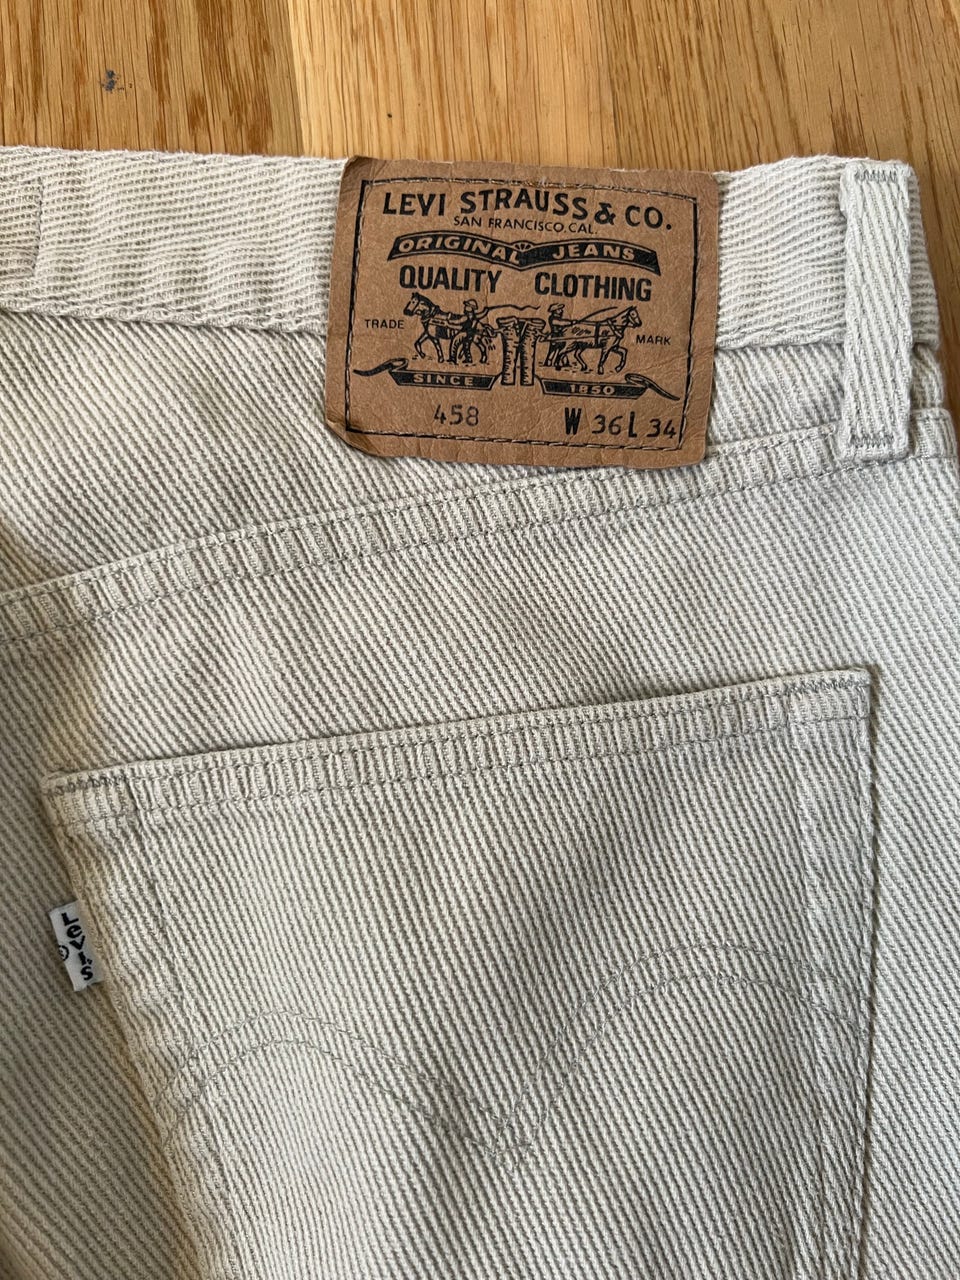 LEVI STRAUSS & CO.
SAN FRANCISCO, CAL.
ORIGINAL JEANS
QUALITY CLOTHING
TRADE MARK
SINCE 1850
458 W 36 L 34
LeVI'S
®